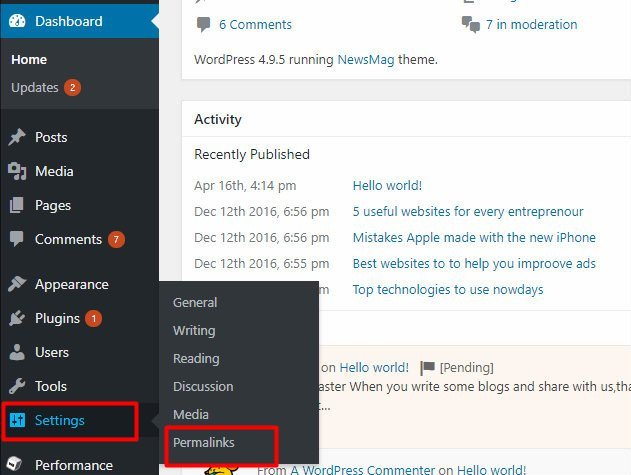 Dashboard
Home
Updates 2
Posts
Media
Pages
Comments 7
Appearance
Plugins 1
Users
Tools
Settings
Performance
General
Writing
Reading
Discussion
Media
Permalinks
6 Comments
7 in moderation
WordPress 4.9.5 running NewsMag theme.
Activity
Recently Published
Apr 16th, 4:14 pm Hello world!
Dec 12th 2016, 6:56 pm 5 useful websites for every entreprenour
Dec 12th 2016, 6:56 pm Mistakes Apple made with the new iPhone
Dec 12th 2016, 6:55 pm Best websites to to help you improove ads
pm Top technologies to use nowdays
on Hello world! [Pending]
aster When you write some blogs and share with us,tha
t...
From A WordPress Commenter on Hello world!